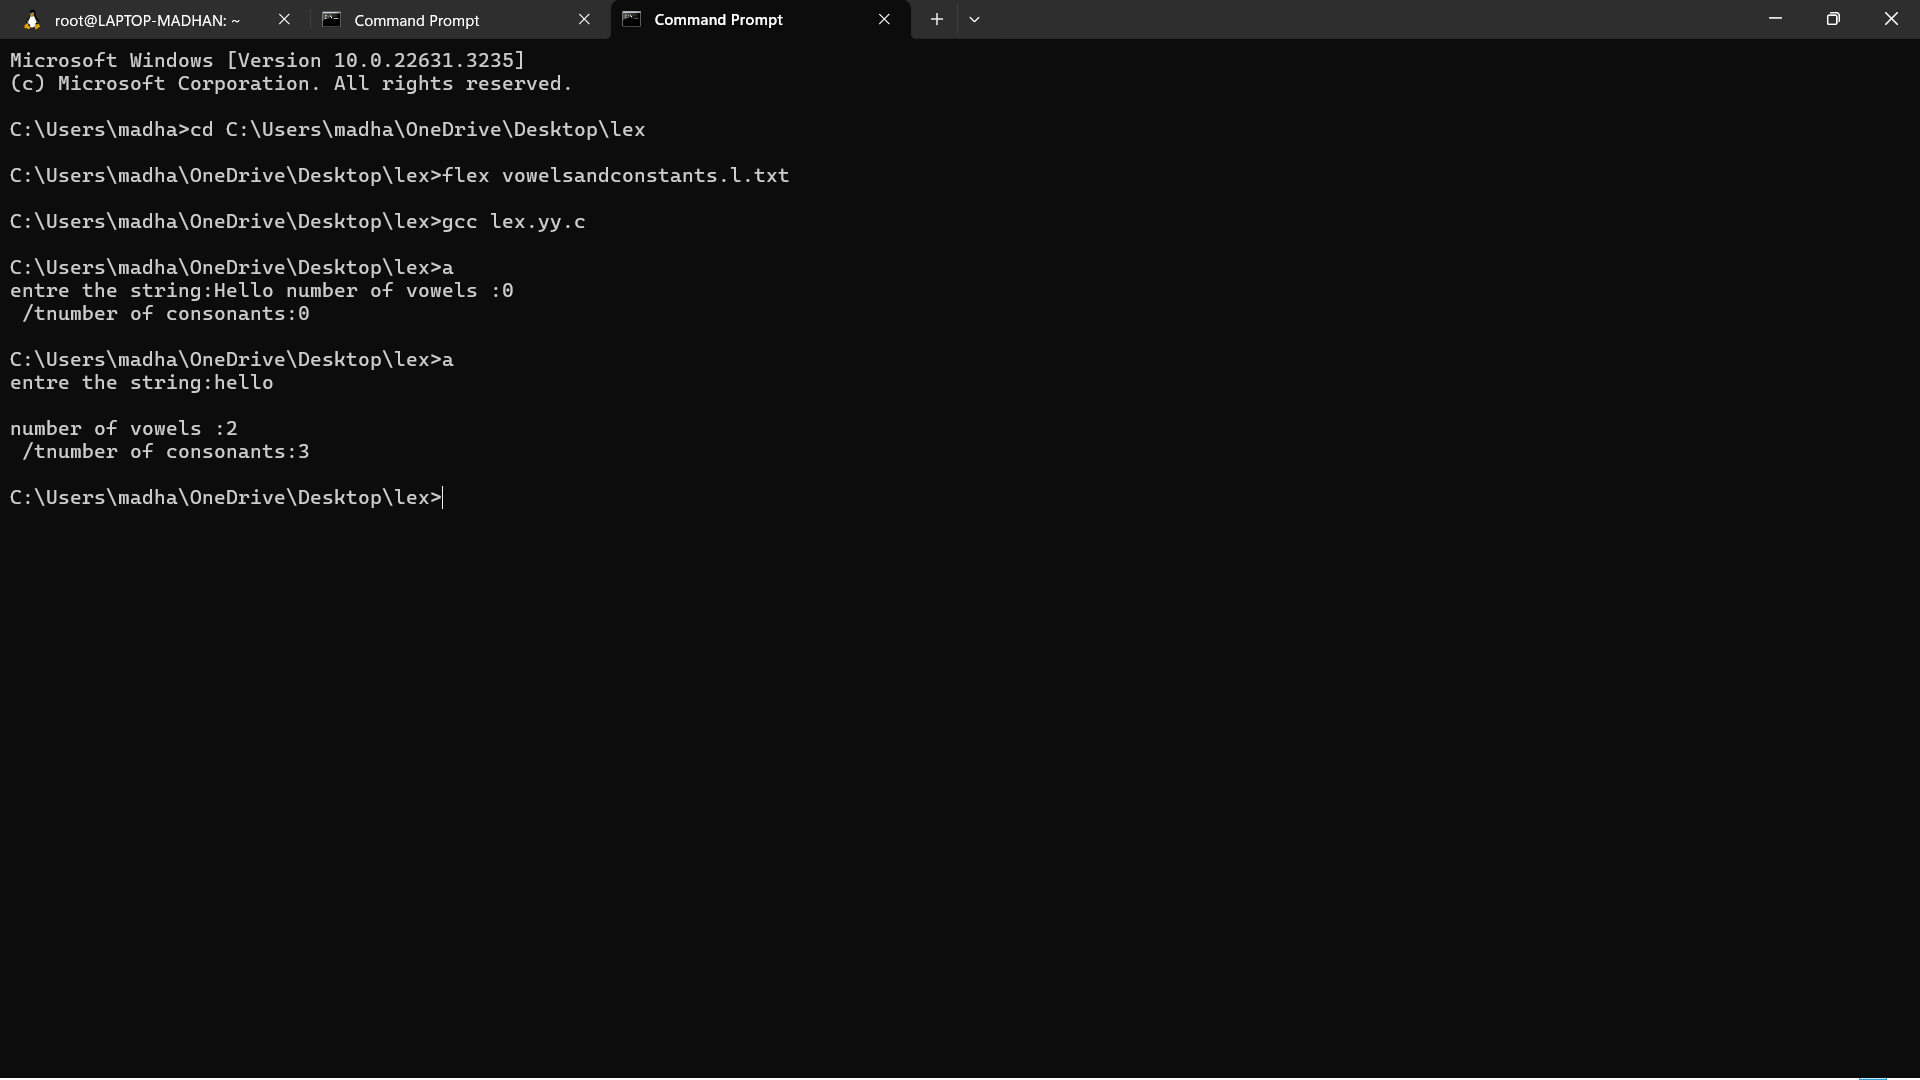 root@LAPTOP-MADHAN: ~
Command Prompt
Command Prompt
Microsoft Windows [Version 10.0.22631.3235]
(c) Microsoft Corporation. All rights reserved.
C:\Users\madha>cd C:\Users\madha\OneDrive\Desktop\lex
C:\Users\madha\OneDrive\Desktop\lex>flex vowelsandconstants.l.txt
C:\Users\madha\OneDrive\Desktop\lex>gcc lex.yy.c
C:\Users\madha\OneDrive\Desktop\lex>a
entre the string:Hello number of vowels :0
 /tnumber of consonants:0
C:\Users\madha\OneDrive\Desktop\lex>a
entre the string:hello
number of vowels :2
 /tnumber of consonants:3
C:\Users\madha\OneDrive\Desktop\lex>